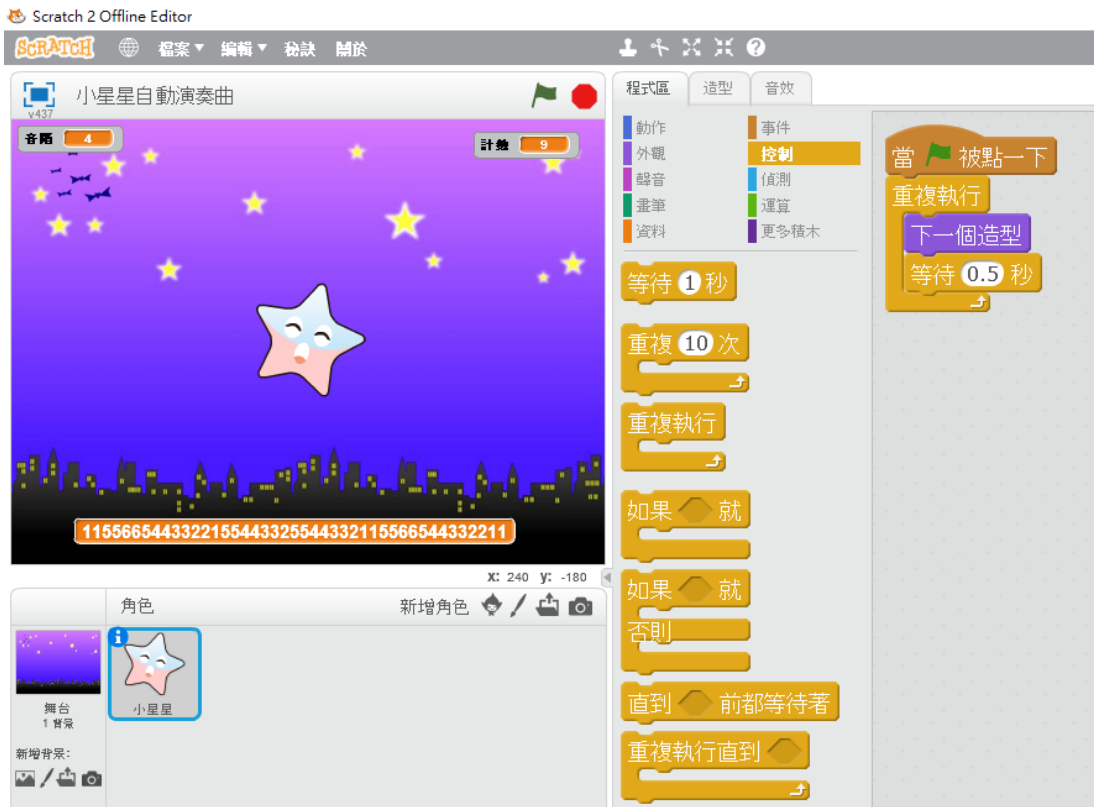 Scratch 2 Offline Editor
SCRATCH 檔案 編輯 秘訣 關於
v437
小星星自動演奏曲
音階 4
計數 9
1155665443322155443325544332115566544332211
x: 240 y: -180
角色
新增角色
舞台
1 背景
新增背景:
i
小星星
程式區 造型 音效
動作
外觀
聲音
畫筆
資料
事件
控制
偵測
運算
更多積木
等待 1 秒
重複 10 次
重複執行
如果 就
如果 就
否則
直到 前都等待著
重複執行直到
當 被點一下
重複執行
下一個造型
等待 0.5 秒